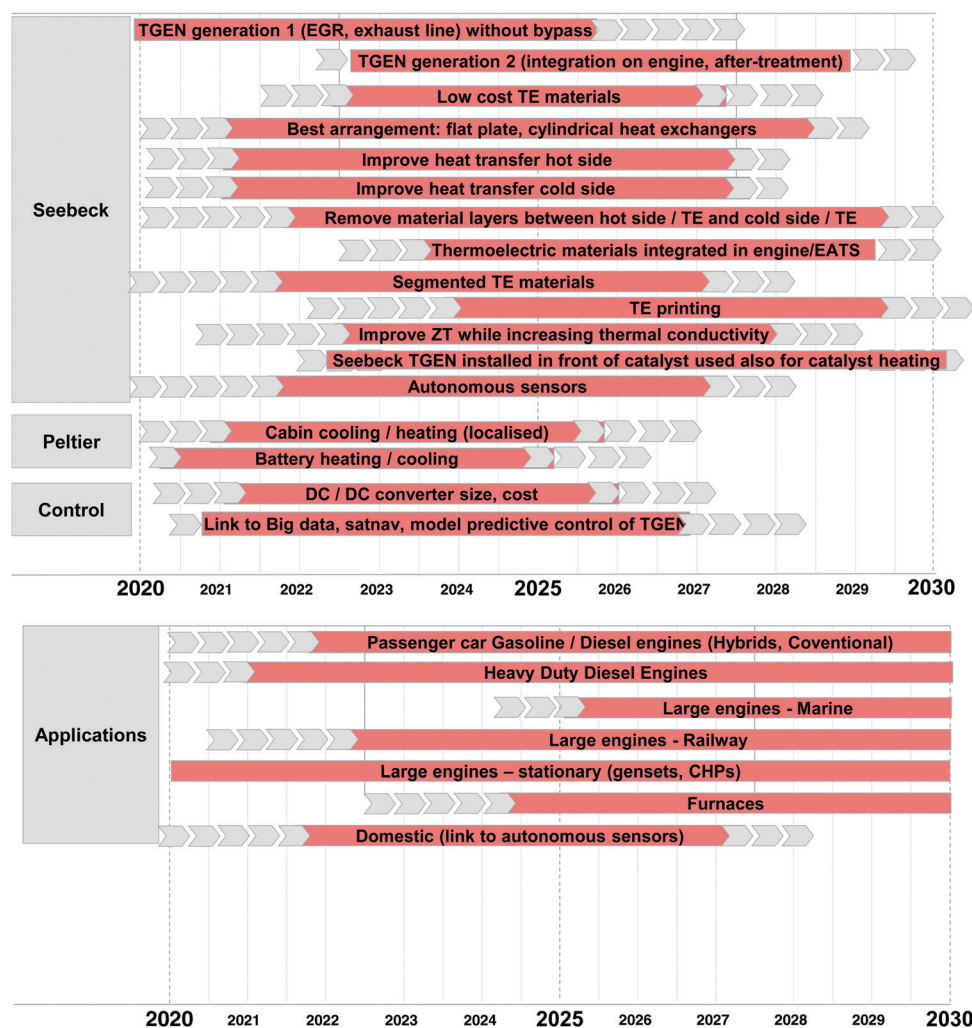 Seebeck
TGEN generation 1 (EGR, exhaust line) without bypass
TGEN generation 2 (integration on engine, after-treatment)
Low cost TE materials
Best arrangement: flat plate, cylindrical heat exchangers
Improve heat transfer hot side
Improve heat transfer cold side
Remove material layers between hot side / TE and cold side / TE
Thermoelectric materials integrated in engine/EATS
Segmented TE materials
TE printing
Improve ZT while increasing thermal conductivity
Seebeck TGEN installed in front of catalyst used also for catalyst heating
Autonomous sensors
Peltier
Cabin cooling / heating (localised)
Battery heating / cooling
Control
DC / DC converter size, cost
Link to Big data, satnav, model predictive control of TGEN
2020 2021 2022 2023 2024 2025 2026 2027 2028 2029 2030
Applications
Passenger car Gasoline / Diesel engines (Hybrids, Coventional)
Heavy Duty Diesel Engines
Large engines - Marine
Large engines - Railway
Large engines – stationary (gensets, CHPs)
Furnaces
Domestic (link to autonomous sensors)
2020 2021 2022 2023 2024 2025 2026 2027 2028 2029 2030